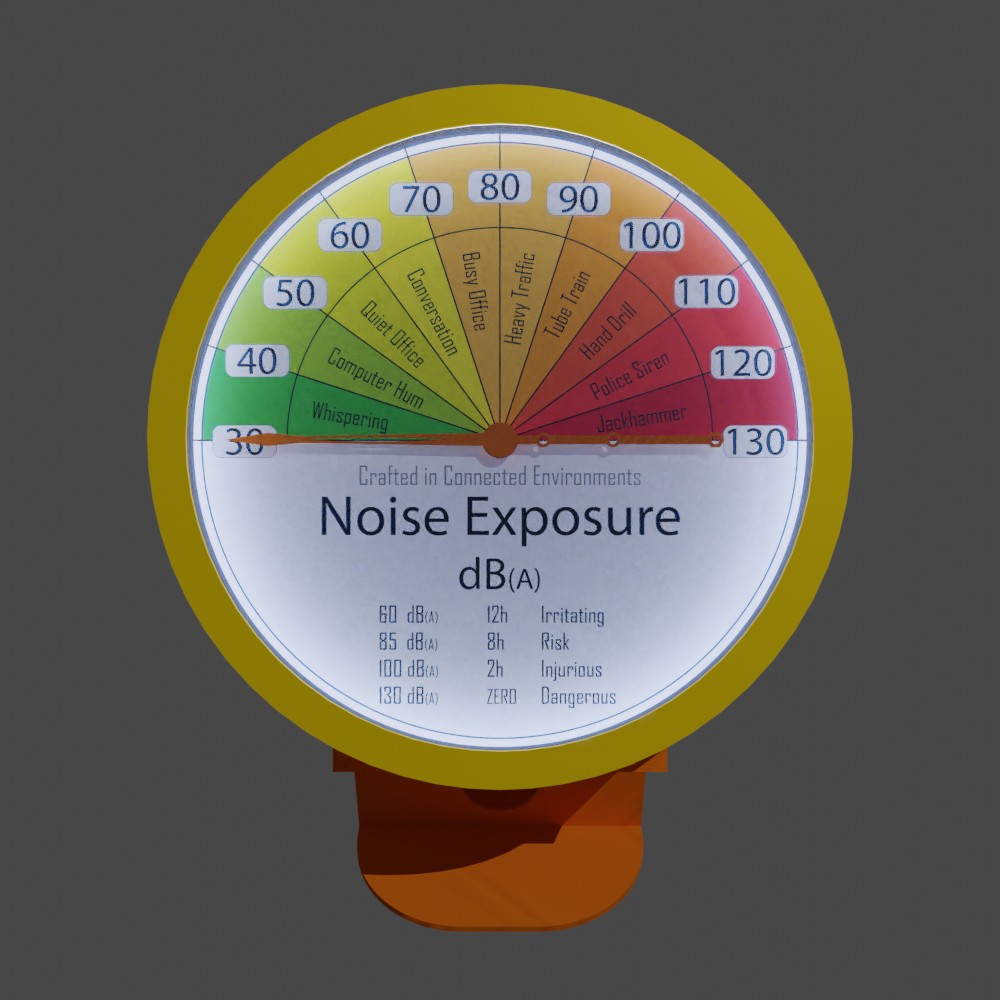 80
70
90
60
100
50
110
40
120
30
130
Busy Office
Heavy Traffic
Conversation
Tube Train
Quiet Office
Hand Drill
Computer Hum
Police Siren
Whispering
Jackhammer
Crafted in Connected Environments
Noise Exposure
dB(A)
60 dB(A) 12h Irritating
85 dB(A) 8h Risk
100 dB(A) 2h Injurious
130 dB(A) ZERO Dangerous